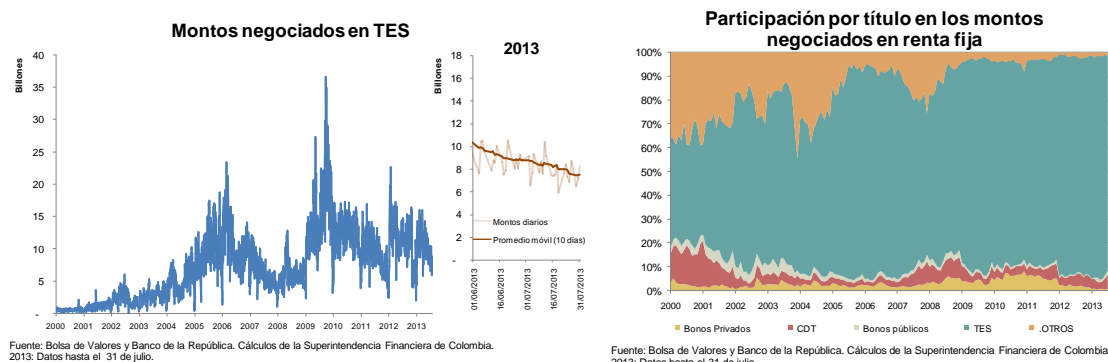 Montos negociados en TES
Billones
40
35
30
25
20
15
10
5
-
2000 2001 2002 2003 2004 2005 2006 2007 2008 2009 2010 2011 2012 2013
2013
Billones
18
16
14
12
10
8
6
4
2
-
Montos diarios
Promedio móvil (10 días)
01/06/2013 16/06/2013 01/07/2013 16/07/2013 31/07/2013
Fuente: Bolsa de Valores y Banco de la República. Cálculos de la Superintendencia Financiera de Colombia.
2013: Datos hasta el 31 de julio.
Participación por título en los montos
negociados en renta fija
100%
90%
80%
70%
60%
50%
40%
30%
20%
10%
0%
2000 2001 2002 2003 2004 2005 2006 2007 2008 2009 2010 2011 2012 2013
Bonos Privados CDT Bonos públicos TES .OTROS
Fuente: Bolsa de Valores y Banco de la República. Cálculos de la Superintendencia Financiera de Colombia
2013: Datos hasta el 31 de julio.